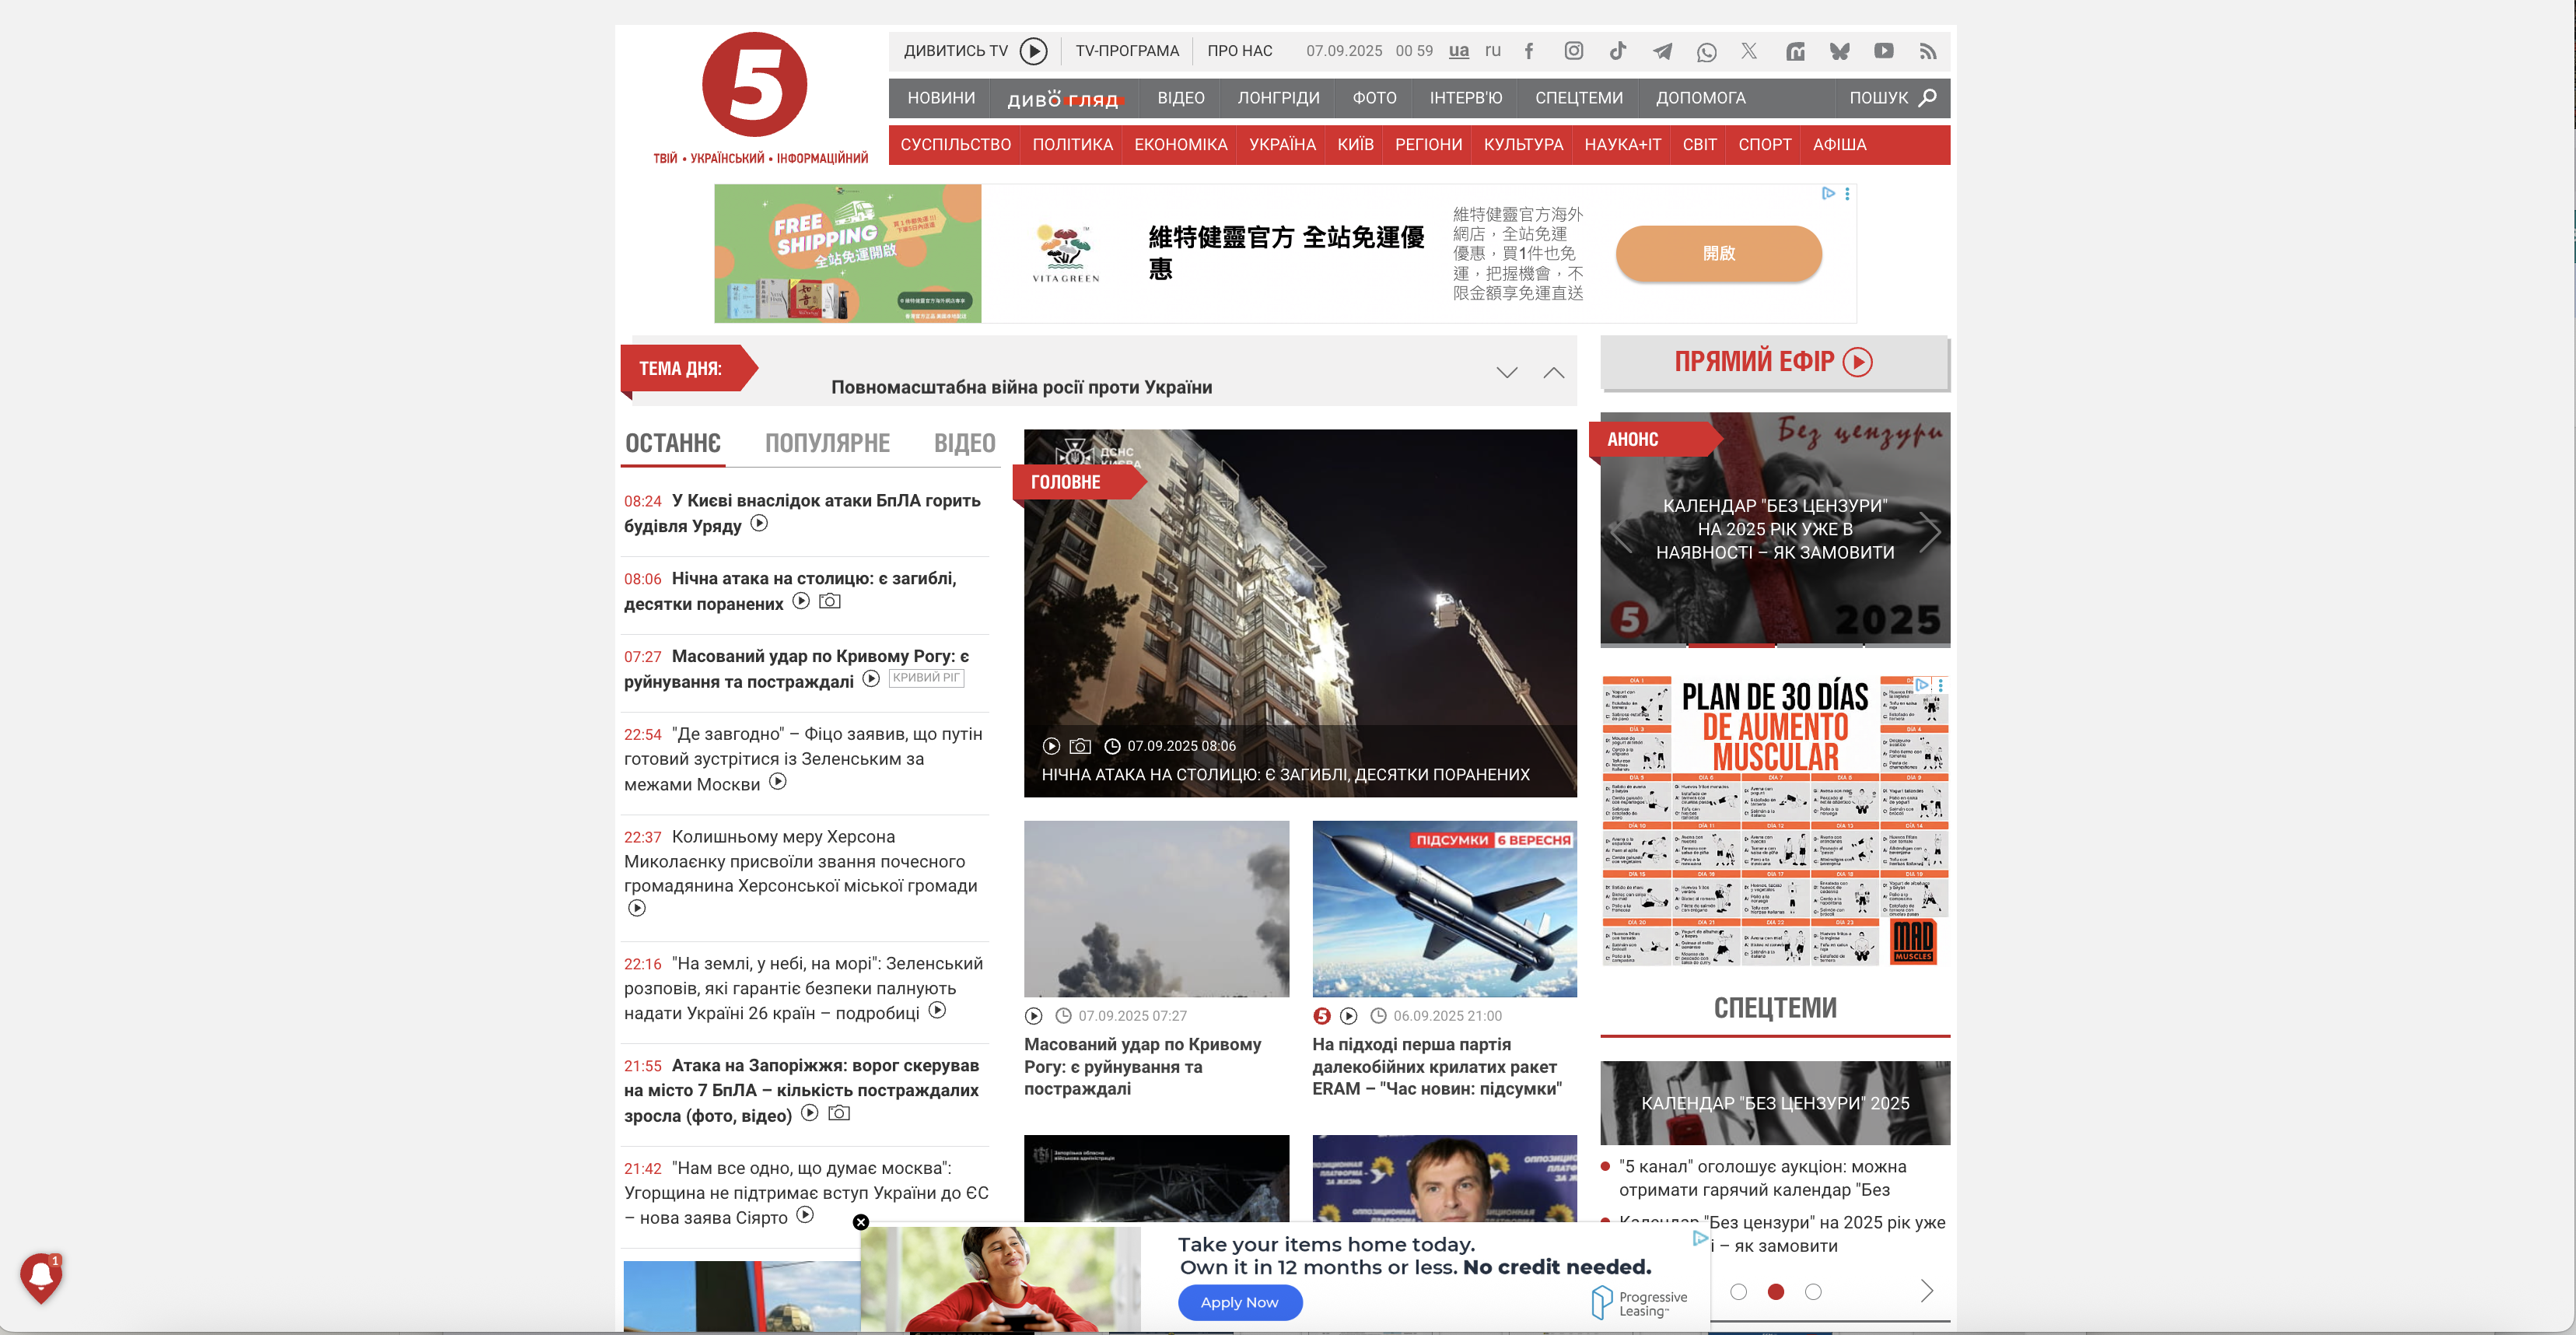 5
ТВІЙ • УКРАЇНСЬКИЙ • ІНФОРМАЦІЙНИЙ
ДИВИТИСЬ TV
TV-ПРОГРАМА
ПРО НАС
07.09.2025 00 59
ua ru
НОВИНИ
ДИВОГЛЯД
ВІДЕО
ЛОНГРІДИ
ФОТО
ІНТЕРВ'Ю
СПЕЦТЕМИ
ДОПОМОГА
ПОШУК
СУСПІЛЬСТВО
ПОЛІТИКА
ЕКОНОМІКА
УКРАЇНА
КИЇВ
РЕГІОНИ
КУЛЬТУРА
НАУКА+IT
СВІТ
СПОРТ
АФІША
FREE
SHIPPING
全站免運開啟
VITAGREEN
維特健靈官方 全站免運優
惠
維特健靈官方海外
網店，全站免運
優惠，買1件也免
運，把握機會，不
限金額享免運直送
開啟
ТЕМА ДНЯ:
Повномасштабна війна росії проти України
ПРЯМИЙ ЕФІР
ОСТАННЄ
ПОПУЛЯРНЕ
ВІДЕО
08:24 У Києві внаслідок атаки БпЛА горить
будівля Уряду
08:06 Нічна атака на столицю: є загиблі,
десятки поранених
07:27 Масований удар по Кривому Рогу: є
руйнування та постраждалі КРИВИЙ РІГ
22:54 "Де завгодно" – Фіцо заявив, що путін
готовий зустрітися із Зеленським за
межами Москви
22:37 Колишньому меру Херсона
Миколаєнку присвоїли звання почесного
громадянина Херсонської міської громади
22:16 "На землі, у небі, на морі": Зеленський
розповів, які гарантіє безпеки палнують
надати Україні 26 країн – подробиці
21:55 Атака на Запоріжжя: ворог скерував
на місто 7 БпЛА – кількість постраждалих
зросла (фото, відео)
21:42 "Нам все одно, що думає москва":
Угорщина не підтримає вступ України до ЄС
– нова заява Сіярто
ДСНС
ГОЛОВНЕ
07.09.2025 08:06
НІЧНА АТАКА НА СТОЛИЦЮ: Є ЗАГИБЛІ, ДЕСЯТКИ ПОРАНЕНИХ
07.09.2025 07:27
Масований удар по Кривому
Рогу: є руйнування та
постраждалі
ПІДСУМКИ 6 ВЕРЕСНЯ
5
06.09.2025 21:00
На підході перша партія
далекобійних крилатих ракет
ERAM – "Час новин: підсумки"
Запорізька обласна
військова адміністрація
АНОНС
Без цензури
КАЛЕНДАР "БЕЗ ЦЕНЗУРИ"
НА 2025 РІК УЖЕ В
НАЯВНОСТІ – ЯК ЗАМОВИТИ
5
2025
PLAN DE 30 DÍAS
DE AUMENTO
MUSCULAR
MAD
MUSCLES
СПЕЦТЕМИ
КАЛЕНДАР "БЕЗ ЦЕНЗУРИ" 2025
"5 канал" оголошує аукціон: можна
отримати гарячий календар "Без
Календар "Без цензури" на 2025 рік уже
і – як замовити
Take your items home today.
Own it in 12 months or less. No credit needed.
Apply Now
Progressive
Leasing
1